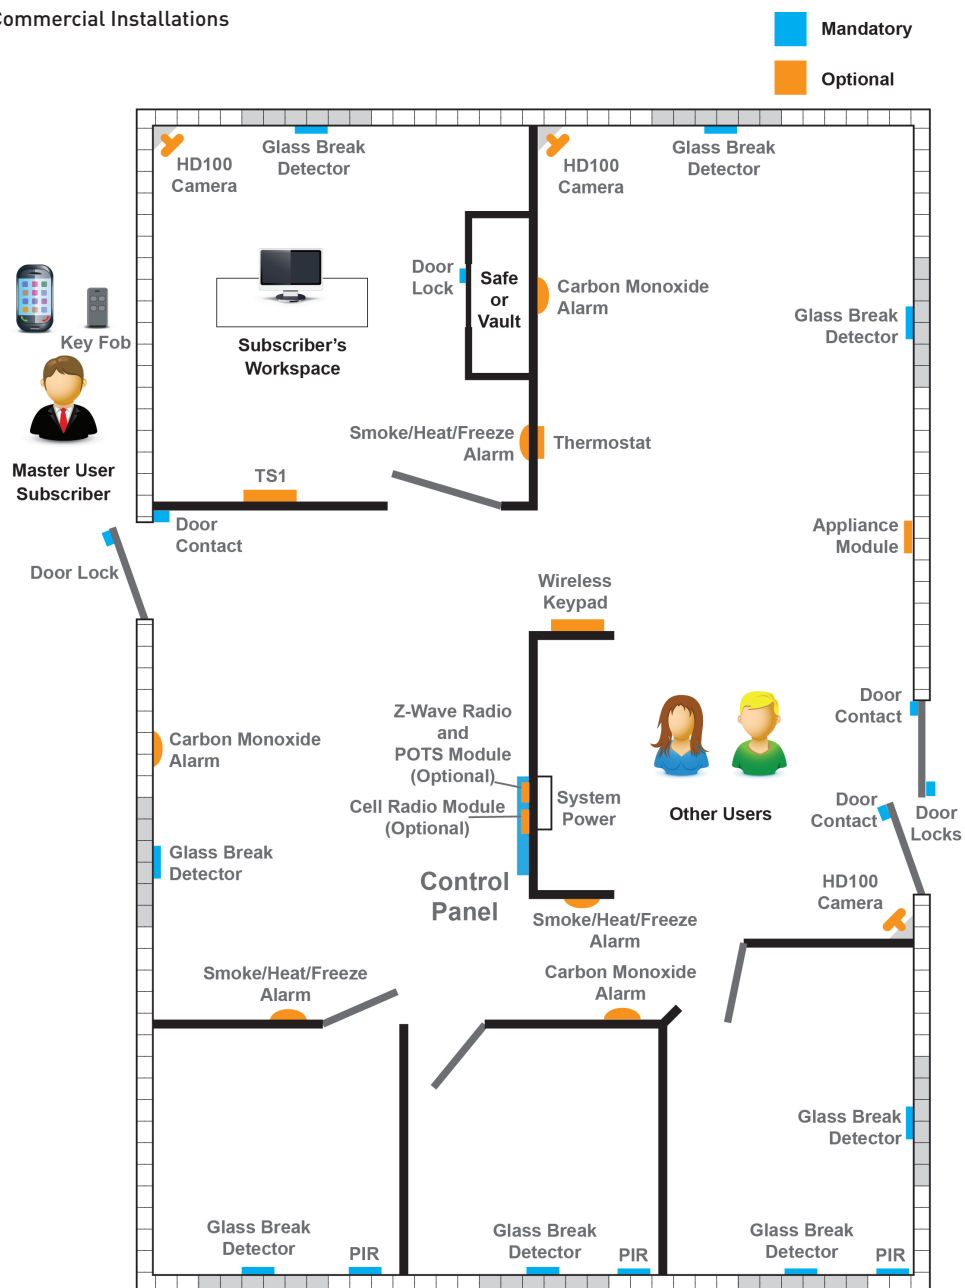 Commercial Installations
Mandatory
Optional
Glass Break
Detector
HD100
Camera
Glass Break
Detector
HD100
Camera
Door
Lock
Safe
or
Vault
Carbon Monoxide
Alarm
Glass Break
Detector
Key Fob
Subscriber's
Workspace
Master User
Subscriber
Smoke/Heat/Freeze
Alarm
Thermostat
TS1
Door
Contact
Appliance
Module
Door Lock
Wireless
Keypad
Z-Wave Radio
and
POTS Module
(Optional)
Cell Radio Module
(Optional)
System
Power
Control
Panel
Carbon Monoxide
Alarm
Door
Contact
Other Users
Door
Contact
Door
Locks
Glass Break
Detector
HD100
Camera
Smoke/Heat/Freeze
Alarm
Smoke/Heat/Freeze
Alarm
Carbon Monoxide
Alarm
Glass Break
Detector
Glass Break
Detector
PIR
Glass Break
Detector
PIR
Glass Break
Detector
PIR